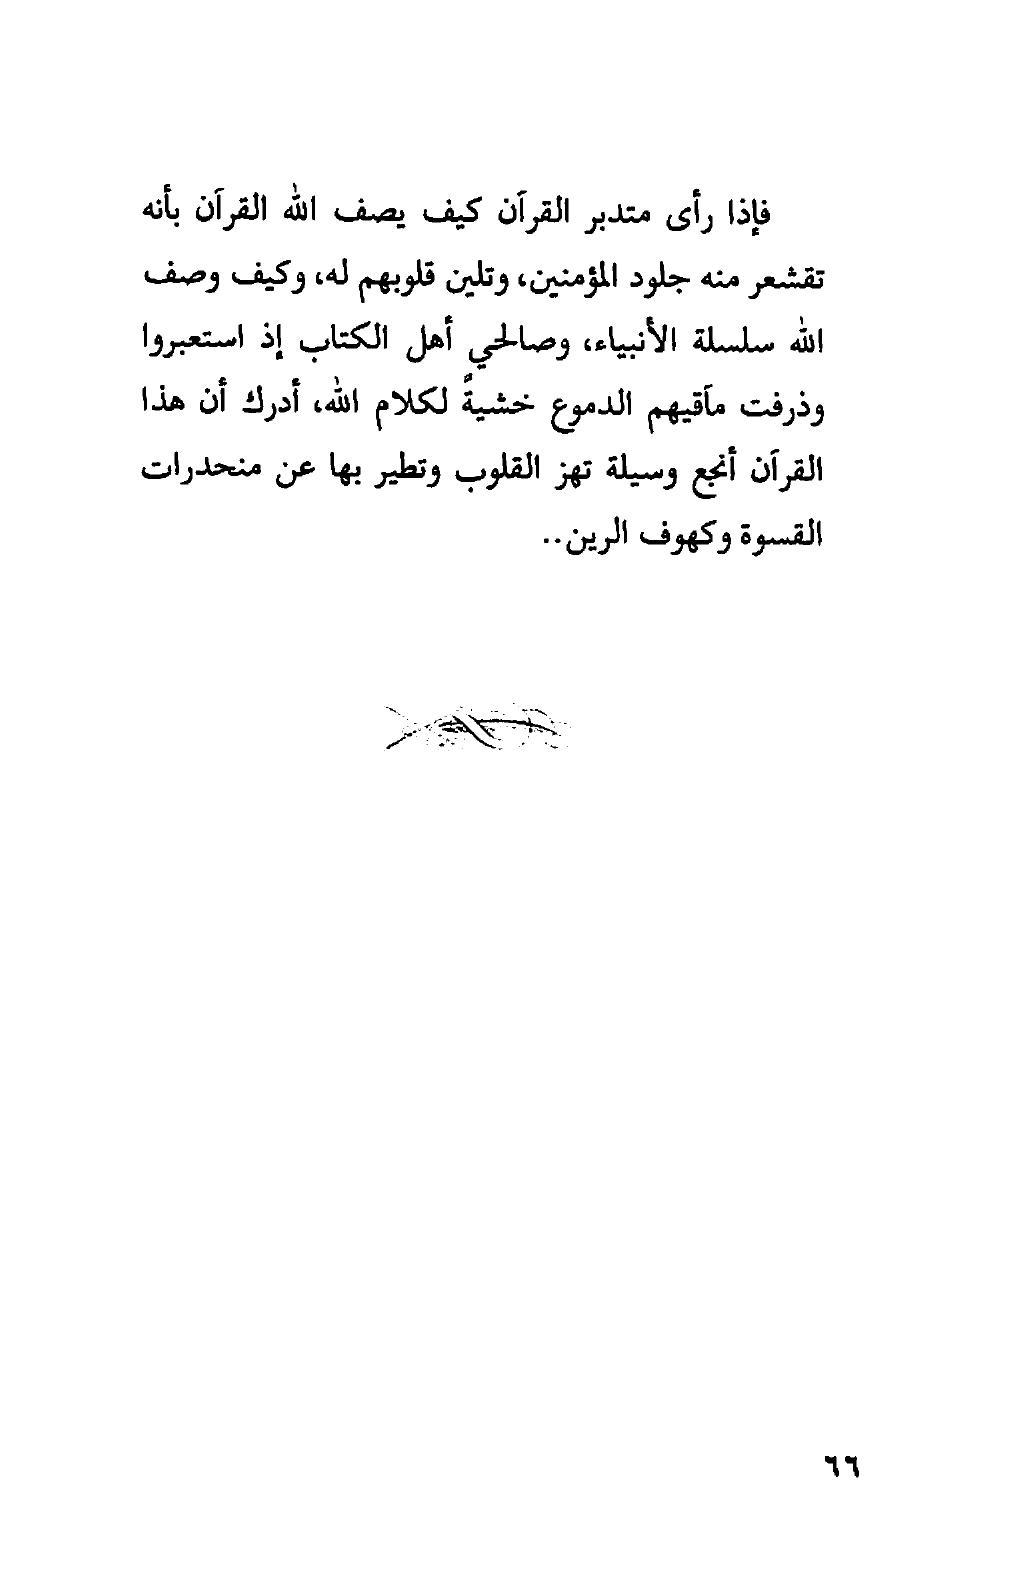 فإذا رأى متدبر القرآن كيف يصف الله القرآن بأنه
تقشعر منه جلود المؤمنين، وتلين قلوبهم له، وكيف وصف
الله سلسلة الأنبياء، وصالحي أهل الكتاب إذ استعبروا
وذرفت مآقيهم الدموع خشيةً لكلام الله، أدرك أن هذا
القرآن أنجع وسيلة تهز القلوب وتطير بها عن منحدرات
القسوة وكهوف الرين..
٦٦